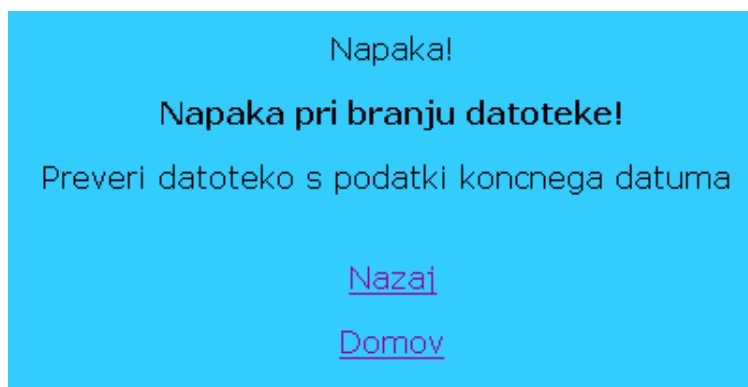 Napaka!
Napaka pri branju datoteke!
Preveri datoteko s podatki koncnega datuma
Nazaj
Domov